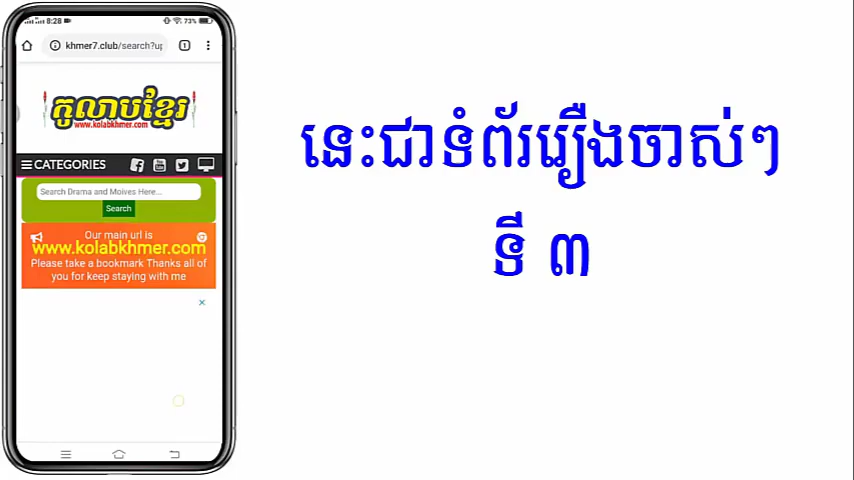 8:28
73%
khmer7.club/search?up
1
កូលាបខ្មែរ
www.kolabkhmer.com
CATEGORIES
Search Drama and Moives Here...
Search
Our main url is
www.kolabkhmer.com
Please take a bookmark Thanks all of
you for keep staying with me
នេះជាទំព័ររឿងចាស់ៗ
ទី ៣